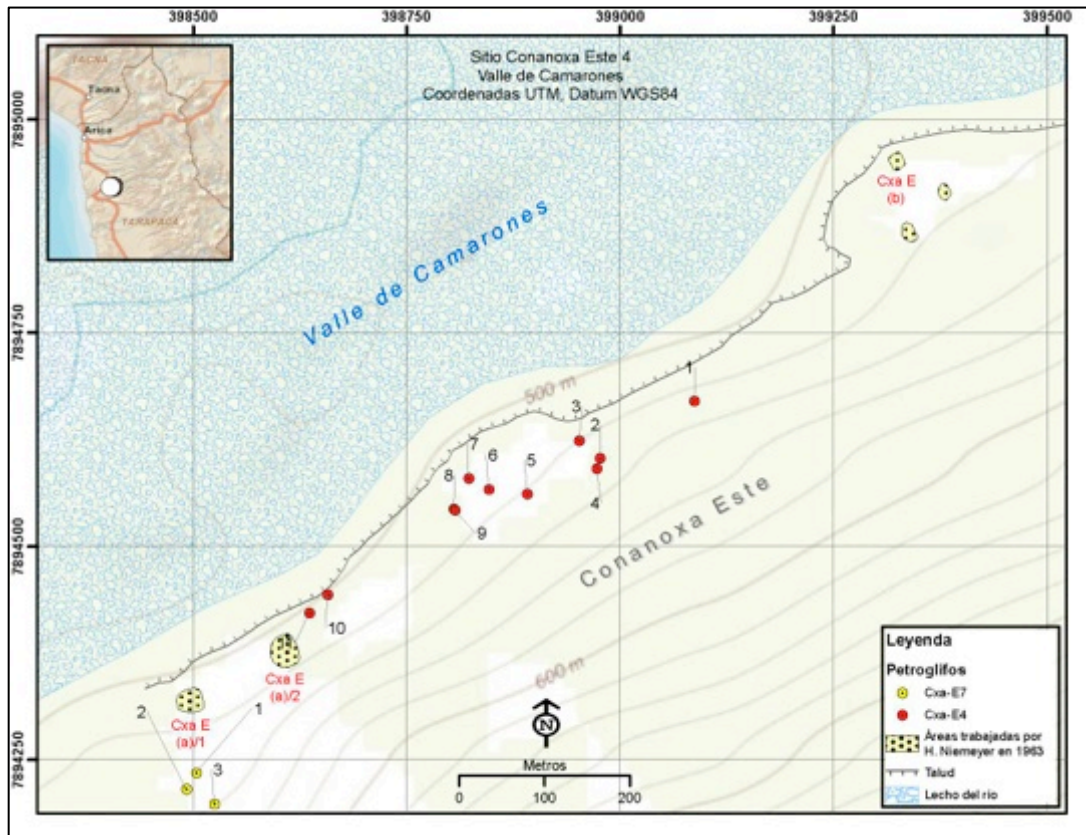 398500
398750
399000
399250
399500
TACNA
Tacna
Arica
TARAPACA
Sitio Conanoxa Este 4
Valle de Camarones
Coordenadas UTM, Datum WGS84
7895000
7894750
7894500
7894250
Valle de Camarones
Cxa E
(b)
500 m
1
3
2
7
6
5
8
4
9
Conanoxa Este
10
600 m
Cxa E
(a)/2
Cxa E
(a)/1
2
1
3
N
Metros
0 100 200
Leyenda
Petroglifos
Cxa-E7
Cxa-E4
Áreas trabajadas por
H. Niemeyer en 1963
Talud
Lecho del río